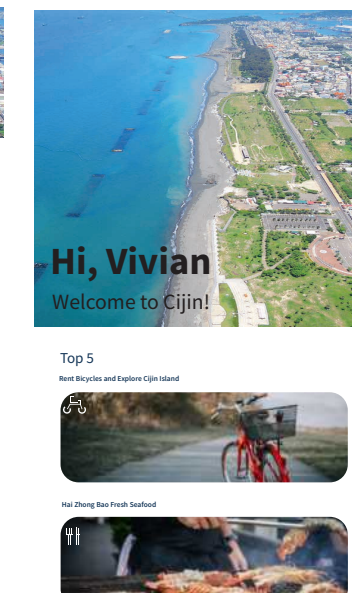 Hi, Vivian
Welcome to Cijin!
Top 5
Rent Bicycles and Explore Cijin Island
Hai Zhong Bao Fresh Seafood